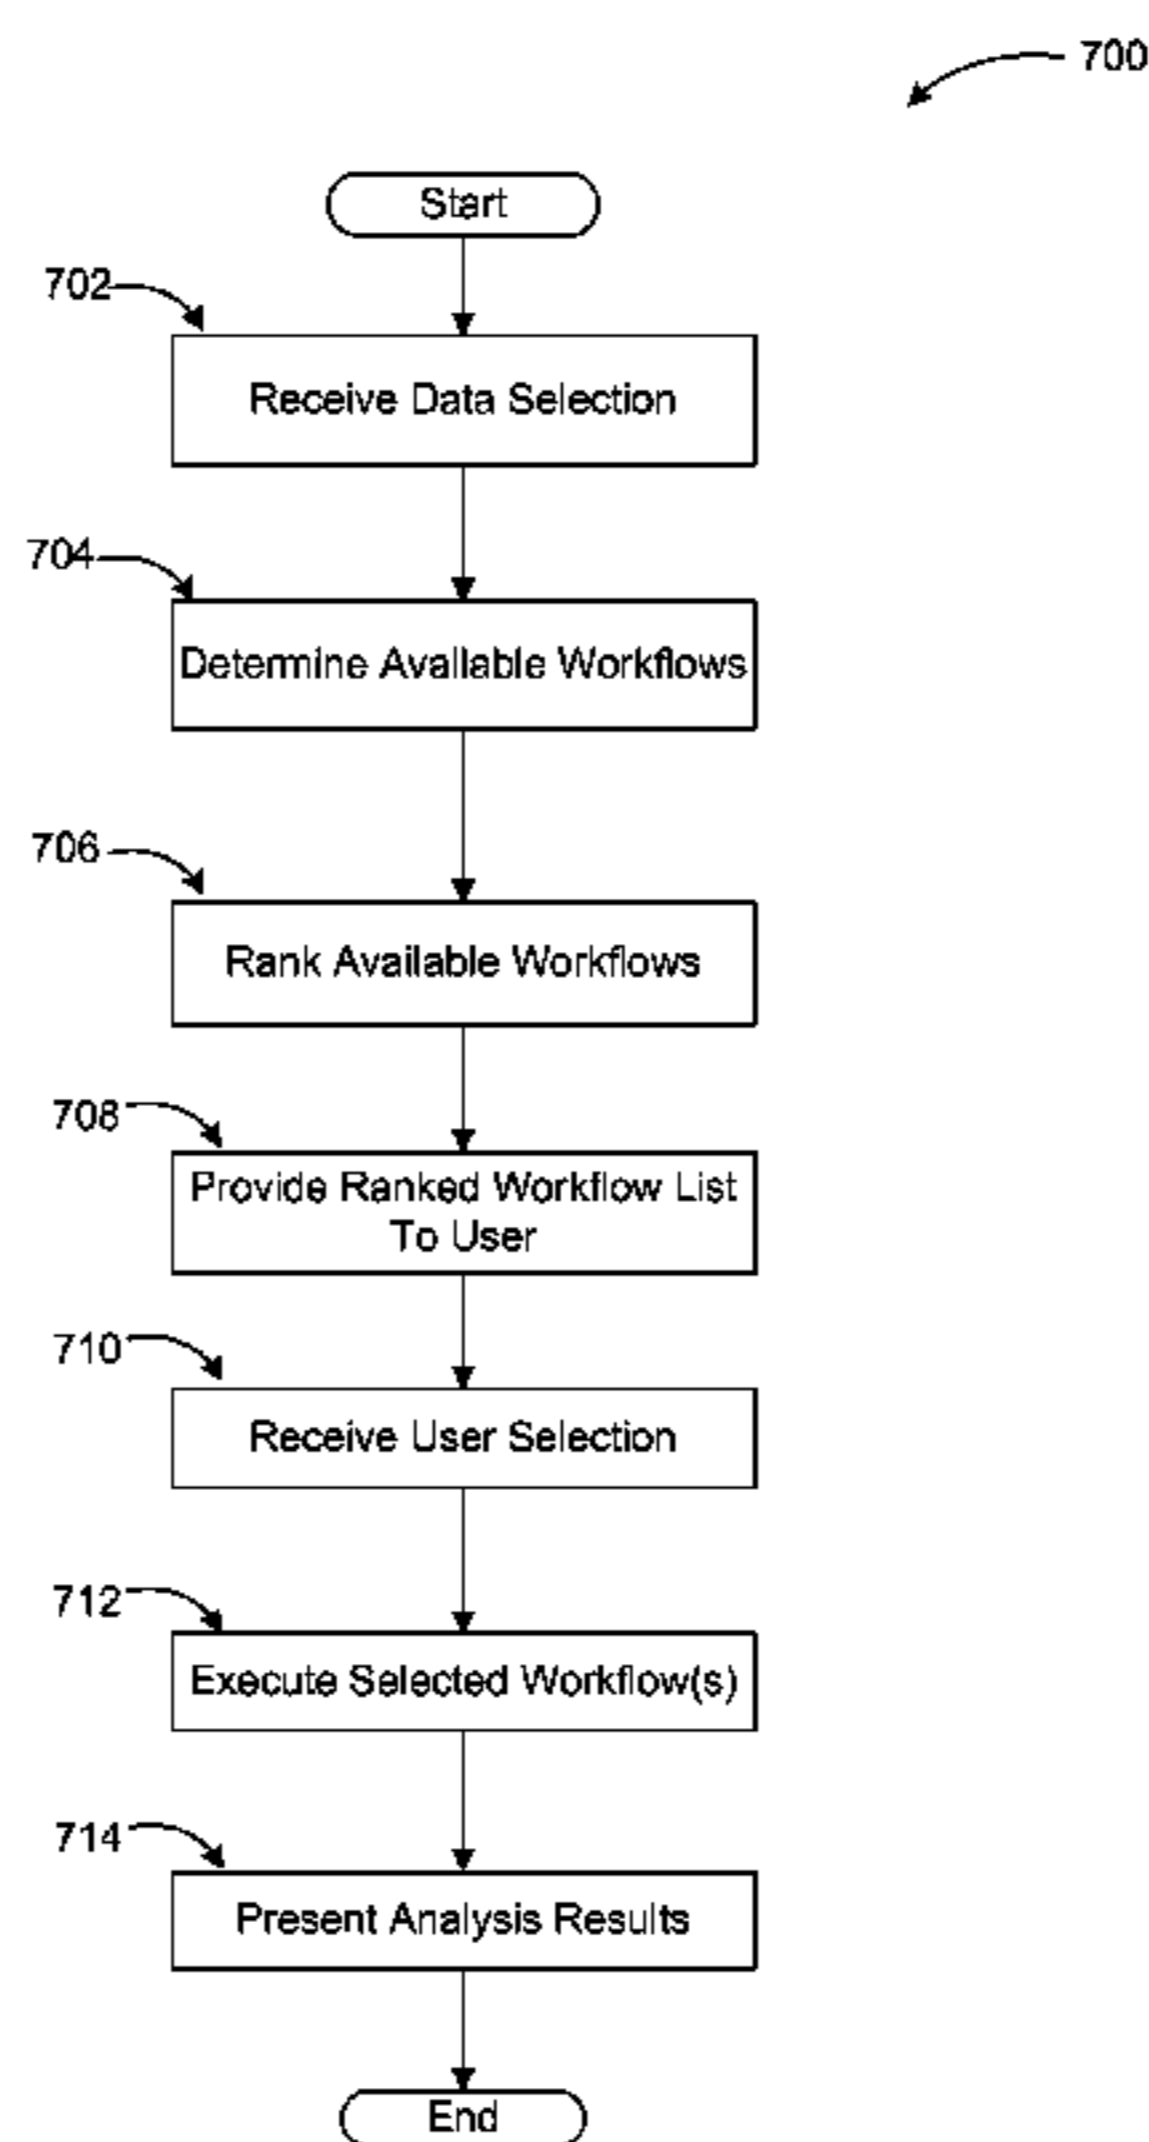 700
Start
702
Receive Data Selection
704
Determine Available Workflows
706
Rank Available Workflows
708
Provide Ranked Workflow List
To User
710
Receive User Selection
712
Execute Selected Workflow(s)
714
Present Analysis Results
End